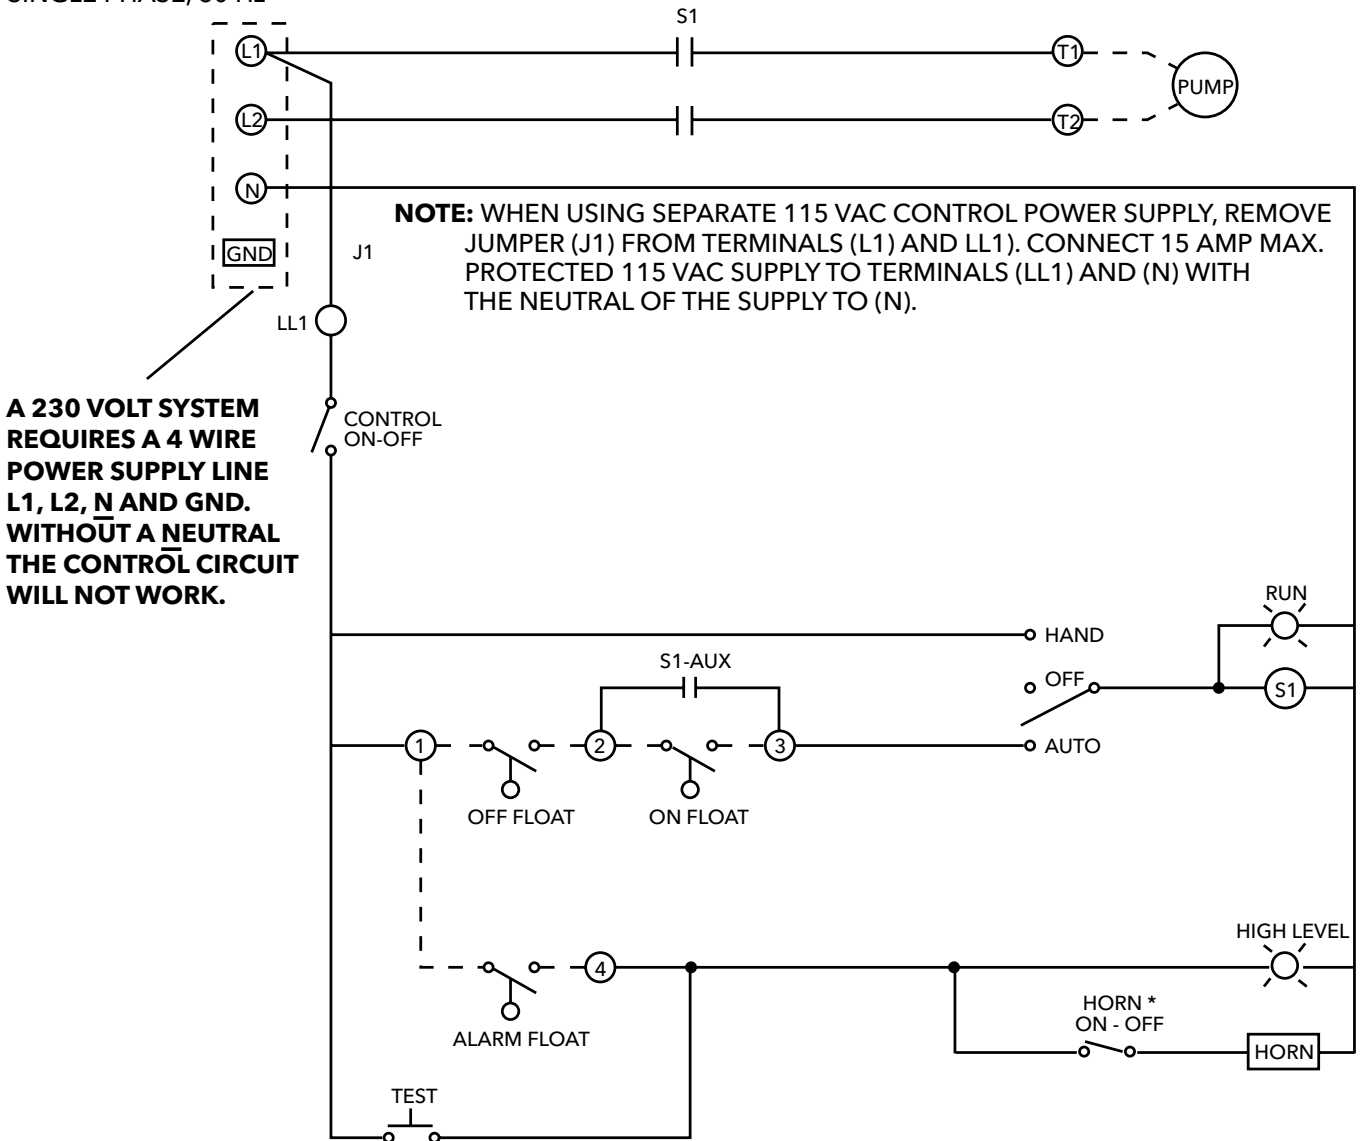 S1
L1
T1
PUMP
L2
T2
N
NOTE: WHEN USING SEPARATE 115 VAC CONTROL POWER SUPPLY, REMOVE
JUMPER (J1) FROM TERMINALS (L1) AND LL1). CONNECT 15 AMP MAX.
PROTECTED 115 VAC SUPPLY TO TERMINALS (LL1) AND (N) WITH
THE NEUTRAL OF THE SUPPLY TO (N).
GND
J1
LL1
A 230 VOLT SYSTEM
REQUIRES A 4 WIRE
POWER SUPPLY LINE
L1, L2, N AND GND.
WITHOUT A NEUTRAL
THE CONTROL CIRCUIT
WILL NOT WORK.
CONTROL
ON-OFF
RUN
HAND
S1-AUX
OFF
S1
1
2
3
AUTO
OFF FLOAT
ON FLOAT
HIGH LEVEL
4
HORN *
ON - OFF
ALARM FLOAT
HORN
TEST